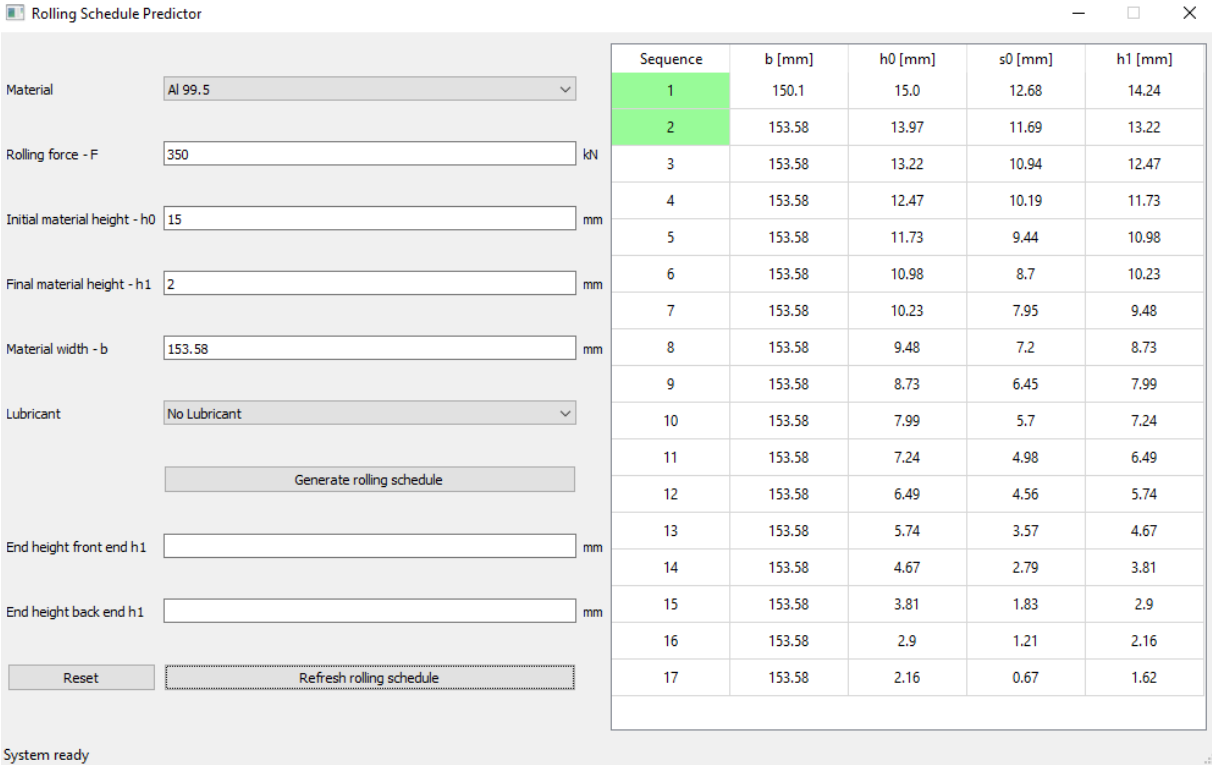 Rolling Schedule Predictor
Material Al 99.5
Rolling force - F 350 kN
Initial material height - h0 15 mm
Final material height - h1 2 mm
Material width - b 153.58 mm
Lubricant No Lubricant
Generate rolling schedule
End height front end h1 mm
End height back end h1 mm
Reset Refresh rolling schedule
Sequence b [mm] h0 [mm] s0 [mm] h1 [mm]
1 150.1 15.0 12.68 14.24
2 153.58 13.97 11.69 13.22
3 153.58 13.22 10.94 12.47
4 153.58 12.47 10.19 11.73
5 153.58 11.73 9.44 10.98
6 153.58 10.98 8.7 10.23
7 153.58 10.23 7.95 9.48
8 153.58 9.48 7.2 8.73
9 153.58 8.73 6.45 7.99
10 153.58 7.99 5.7 7.24
11 153.58 7.24 4.98 6.49
12 153.58 6.49 4.56 5.74
13 153.58 5.74 3.57 4.67
14 153.58 4.67 2.79 3.81
15 153.58 3.81 1.83 2.9
16 153.58 2.9 1.21 2.16
17 153.58 2.16 0.67 1.62
System ready